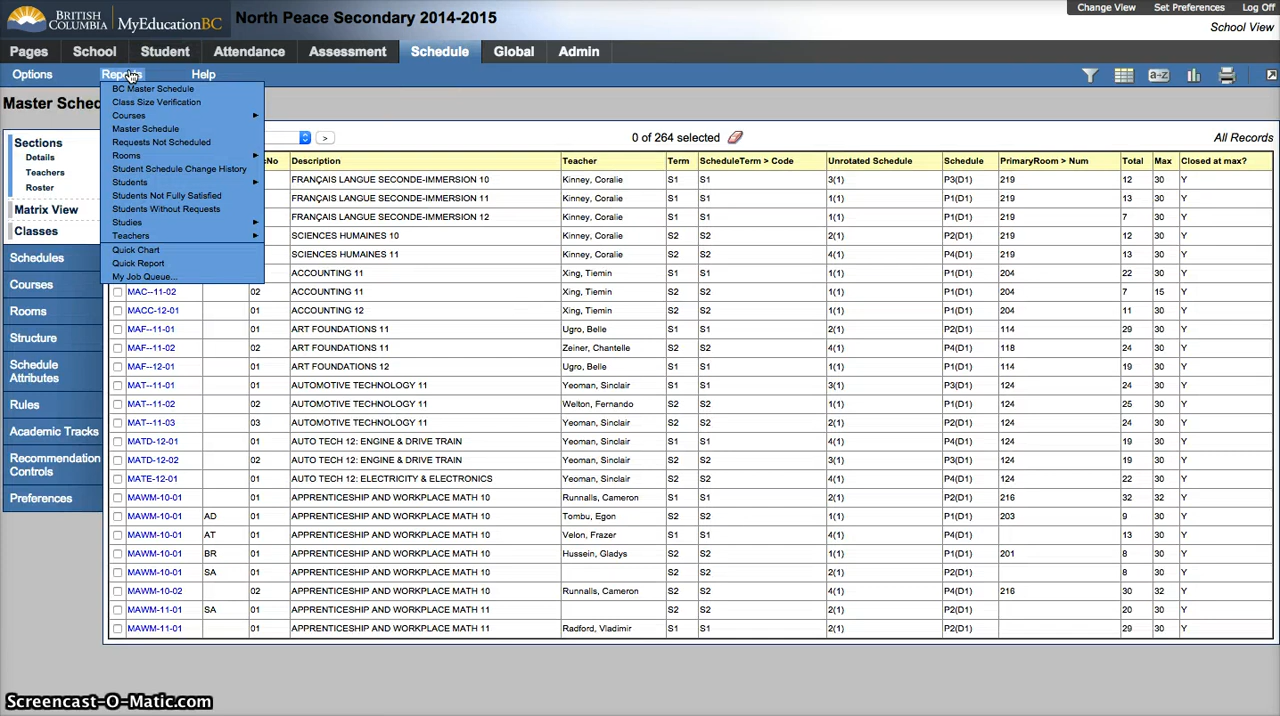 BRITISH COLUMBIA MyEducationBC North Peace Secondary 2014-2015 Change View Set Preferences Log Off
School View
Pages School Student Attendance Assessment Schedule Global Admin
Options Reports Help
BC Master Schedule
Class Size Verification
Courses
Master Schedule
Requests Not Scheduled
Rooms
Student Schedule Change History
Students
Students Not Fully Satisfied
Students Without Requests
Studies
Teachers
Quick Chart
Quick Report
My Job Queue...
Master Sched
Sections
Details
Teachers
Roster
Matrix View
Classes
Schedules
Courses
Rooms
Structure
Schedule
Attributes
Rules
Academic Tracks
Recommendation
Controls
Preferences
> 0 of 264 selected All Records
No Description Teacher Term ScheduleTerm > Code Unrotated Schedule Schedule PrimaryRoom > Num Total Max Closed at max?
FRANÇAIS LANGUE SECONDE-IMMERSION 10 Kinney, Coralie S1 S1 3(1) P3(D1) 219 12 30 Y
FRANÇAIS LANGUE SECONDE-IMMERSION 11 Kinney, Coralie S1 S1 1(1) P1(D1) 219 13 30 Y
FRANÇAIS LANGUE SECONDE-IMMERSION 12 Kinney, Coralie S2 S2 1(1) P1(D1) 219 7 30 Y
SCIENCES HUMAINES 10 Kinney, Coralie S2 S2 3(1) P3(D1) 219 12 30 Y
SCIENCES HUMAINES 11 Kinney, Coralie S2 S2 4(1) P4(D1) 219 13 30 Y
ACCOUNTING 11 Xing, Tiemin S1 S1 1(1) P1(D1) 204 22 30 Y
MAC--11-02 02 ACCOUNTING 11 Xing, Tiemin S2 S2 1(1) P1(D1) 204 7 15 Y
MACC-12-01 01 ACCOUNTING 12 Xing, Tiemin S2 S2 1(1) P1(D1) 204 11 30 Y
MAF--11-01 01 ART FOUNDATIONS 11 Ugro, Belle S1 S1 2(1) P2(D1) 114 29 30 Y
MAF--11-02 02 ART FOUNDATIONS 11 Zeiner, Chantelle S2 S2 4(1) P4(D1) 118 24 30 Y
MAF--12-01 01 ART FOUNDATIONS 12 Ugro, Belle S1 S1 1(1) P1(D1) 114 19 30 Y
MAT--11-01 01 AUTOMOTIVE TECHNOLOGY 11 Yeoman, Sinclair S1 S1 3(1) P3(D1) 124 24 30 Y
MAT--11-02 02 AUTOMOTIVE TECHNOLOGY 11 Welton, Fernando S2 S2 1(1) P1(D1) 124 25 30 Y
MAT--11-03 03 AUTOMOTIVE TECHNOLOGY 11 Yeoman, Sinclair S2 S2 2(1) P2(D1) 124 24 30 Y
MATD-12-01 01 AUTO TECH 12: ENGINE & DRIVE TRAIN Yeoman, Sinclair S1 S1 4(1) P4(D1) 124 19 30 Y
MATD-12-02 02 AUTO TECH 12: ENGINE & DRIVE TRAIN Yeoman, Sinclair S2 S2 3(1) P3(D1) 124 19 30 Y
MATE-12-01 01 AUTO TECH 12: ELECTRICITY & ELECTRONICS Yeoman, Sinclair S2 S2 4(1) P4(D1) 124 22 30 Y
MAWM-10-01 01 APPRENTICESHIP AND WORKPLACE MATH 10 Runnalls, Cameron S1 S1 2(1) P2(D1) 216 32 32 Y
MAWM-10-01 AD 01 APPRENTICESHIP AND WORKPLACE MATH 10 Tombu, Egon S2 S2 1(1) P1(D1) 203 9 30 Y
MAWM-10-01 AT 01 APPRENTICESHIP AND WORKPLACE MATH 10 Velon, Frazer S1 S1 4(1) P4(D1) 13 30 Y
MAWM-10-01 BR 01 APPRENTICESHIP AND WORKPLACE MATH 10 Hussein, Gladys S2 S2 1(1) P1(D1) 201 8 30 Y
MAWM-10-01 SA 01 APPRENTICESHIP AND WORKPLACE MATH 10 S2 S2 2(1) P2(D1) 8 30 Y
MAWM-10-02 02 APPRENTICESHIP AND WORKPLACE MATH 10 Runnalls, Cameron S2 S2 4(1) P4(D1) 216 30 32 Y
MAWM-11-01 SA 01 APPRENTICESHIP AND WORKPLACE MATH 11 S2 S2 2(1) P2(D1) 20 30 Y
MAWM-11-01 01 APPRENTICESHIP AND WORKPLACE MATH 11 Radford, Vladimir S1 S1 2(1) P2(D1) 29 30 Y
Screencast-O-Matic.com